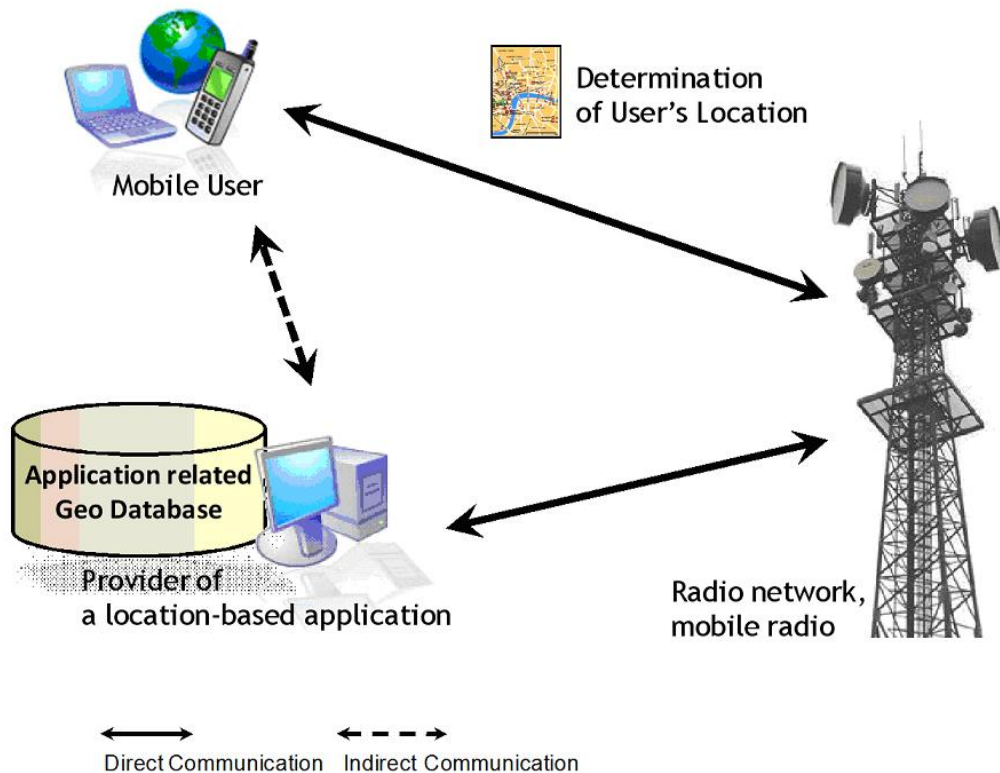 Determination
of User's Location
Mobile User
Application related
Geo Database
Provider of
a location-based application
Radio network,
mobile radio
Direct Communication
Indirect Communication